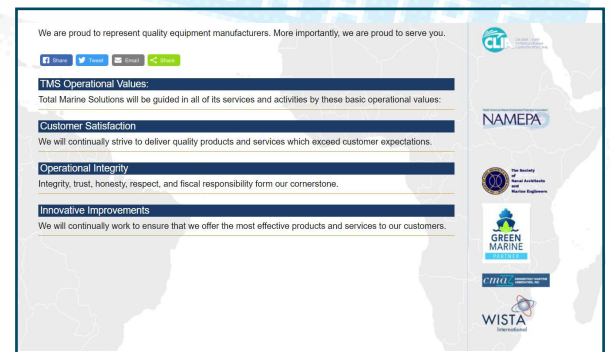 We are proud to represent quality equipment manufacturers. More importantly, we are proud to serve you.
Share
Tweet
Email
Share
TMS Operational Values:
Total Marine Solutions will be guided in all of its services and activities by these basic operational values:
Customer Satisfaction
We will continually strive to deliver quality products and services which exceed customer expectations.
Operational Integrity
Integrity, trust, honesty, respect, and fiscal responsibility form our cornerstone.
Innovative Improvements
We will continually work to ensure that we offer the most effective products and services to our customers.
CLIA
NAMEPA
The Society
of
Naval Architects
and
Marine Engineers
GREEN
MARINE
PARTNER
cma
WISTA
International